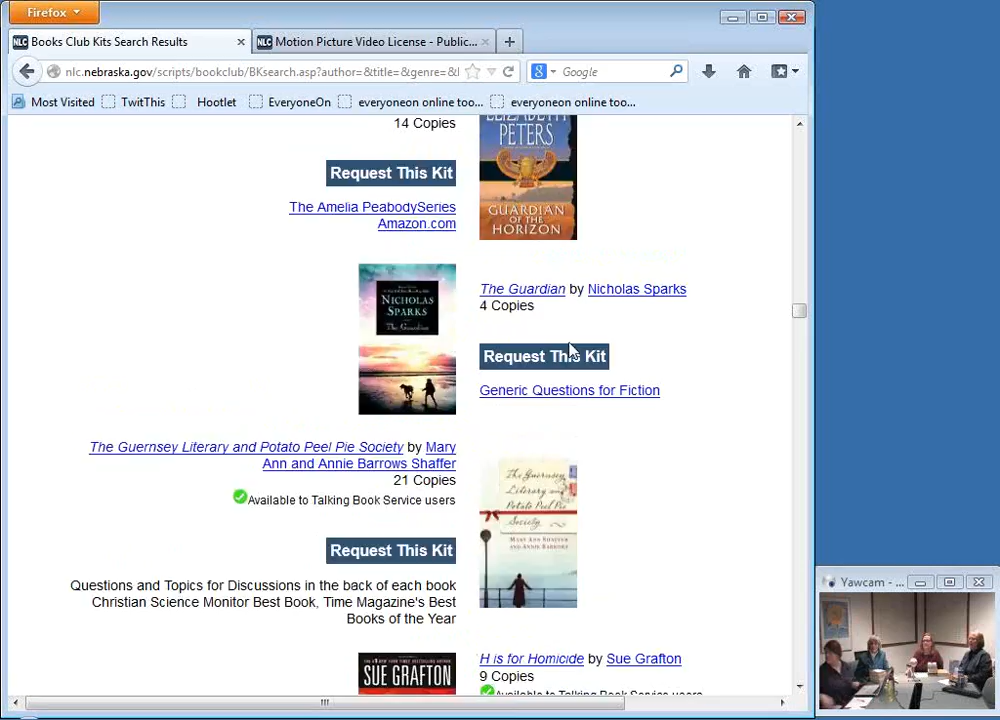 Firefox
NLC Books Club Kits Search Results
NLC Motion Picture Video License - Public...
nlc.nebraska.gov/scripts/bookclub/BKsearch.asp?author=&title=&genre=&l
Google
Most Visited
TwitThis
Hootlet
EveryoneOn
everyoneon online too...
everyoneon online too...
14 Copies
Request This Kit
The Amelia PeabodySeries
Amazon.com
ELIZABETH
PETERS
GUARDIAN
OF THE
HORIZON
NICHOLAS
SPARKS
The Guardian
The Guardian by Nicholas Sparks
4 Copies
Request This Kit
Generic Questions for Fiction
The Guernsey Literary and Potato Peel Pie Society by Mary
Ann and Annie Barrows Shaffer
21 Copies
Available to Talking Book Service users
Request This Kit
Questions and Topics for Discussions in the back of each book
Christian Science Monitor Best Book, Time Magazine's Best
Books of the Year
The Guernsey
Literary and
Potato Peel Pie
Society
MARY ANN SHAFFER
AND ANNIE BARROWS
SUE GRAFTON
H is for Homicide by Sue Grafton
9 Copies
Available to Talking Book Service users
Yawcam - ...